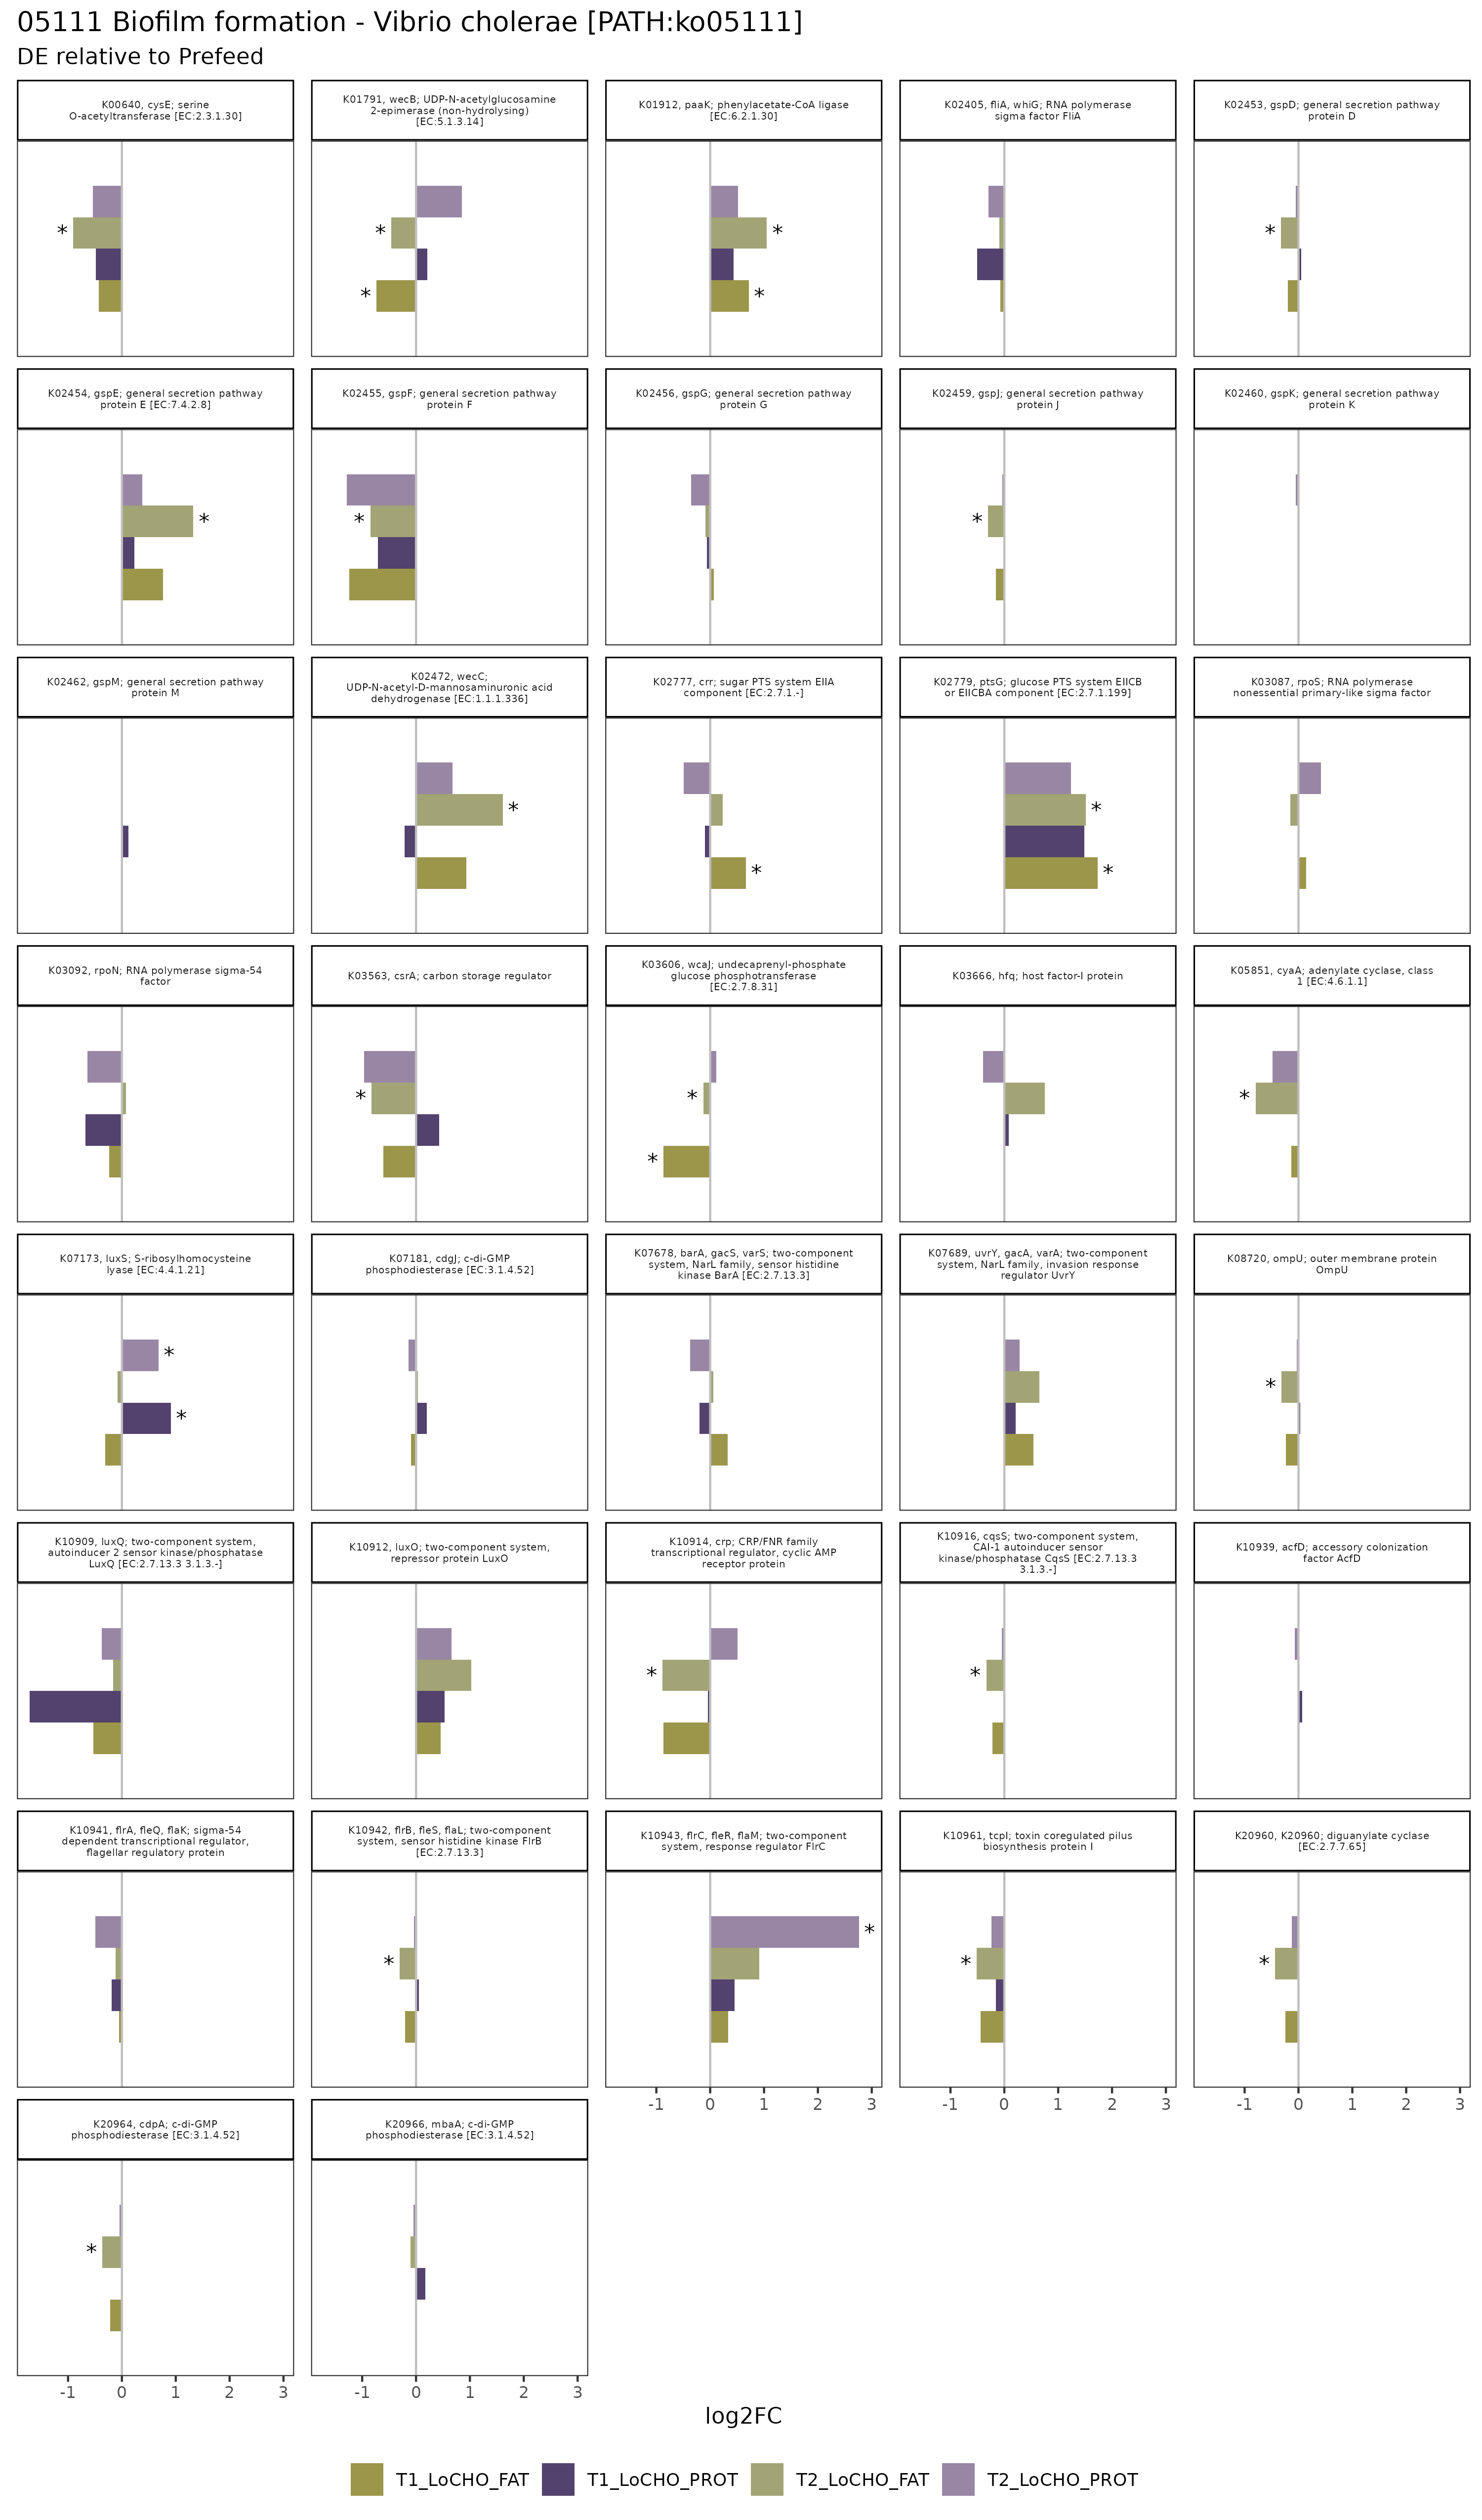 05111 Biofilm formation - Vibrio cholerae [PATH:ko05111]
DE relative to Prefeed
K00640, cysE; serine
O-acetyltransferase [EC:2.3.1.30]
K01791, wecB; UDP-N-acetylglucosamine
2-epimerase (non-hydrolysing)
[EC:5.1.3.14]
K01912, paaK; phenylacetate-CoA ligase
[EC:6.2.1.30]
K02405, fliA, whiG; RNA polymerase
sigma factor FliA
K02453, gspD; general secretion pathway
protein D
*
*
*
*
*
*
K02454, gspE; general secretion pathway
protein E [EC:7.4.2.8]
K02455, gspF; general secretion pathway
protein F
K02456, gspG; general secretion pathway
protein G
K02459, gspJ; general secretion pathway
protein J
K02460, gspK; general secretion pathway
protein K
*
*
*
K02462, gspM; general secretion pathway
protein M
K02472, wecC;
UDP-N-acetyl-D-mannosaminuronic acid
dehydrogenase [EC:1.1.1.336]
K02777, crr; sugar PTS system EIIA
component [EC:2.7.1.-]
K02779, ptsG; glucose PTS system EIICB
or EIICBA component [EC:2.7.1.199]
K03087, rpoS; RNA polymerase
nonessential primary-like sigma factor
*
*
*
*
K03092, rpoN; RNA polymerase sigma-54
factor
K03563, csrA; carbon storage regulator
K03606, wcaJ; undecaprenyl-phosphate
glucose phosphotransferase
[EC:2.7.8.31]
K03666, hfq; host factor-I protein
K05851, cyaA; adenylate cyclase, class
1 [EC:4.6.1.1]
*
*
*
*
K07173, luxS; S-ribosylhomocysteine
lyase [EC:4.4.1.21]
K07181, cdgJ; c-di-GMP
phosphodiesterase [EC:3.1.4.52]
K07678, barA, gacS, varS; two-component
system, NarL family, sensor histidine
kinase BarA [EC:2.7.13.3]
K07689, uvrY, gacA, varA; two-component
system, NarL family, invasion response
regulator UvrY
K08720, ompU; outer membrane protein
OmpU
*
*
*
K10909, luxQ; two-component system,
autoinducer 2 sensor kinase/phosphatase
LuxQ [EC:2.7.13.3 3.1.3.-]
K10912, luxO; two-component system,
repressor protein LuxO
K10914, crp; CRP/FNR family
transcriptional regulator, cyclic AMP
receptor protein
K10916, cqsS; two-component system,
CAI-1 autoinducer sensor
kinase/phosphatase CqsS [EC:2.7.13.3
3.1.3.-]
K10939, acfD; accessory colonization
factor AcfD
*
*
K10941, flrA, fleQ, flaK; sigma-54
dependent transcriptional regulator,
flagellar regulatory protein
K10942, flrB, fleS, flaL; two-component
system, sensor histidine kinase FlrB
[EC:2.7.13.3]
K10943, flrC, fleR, flaM; two-component
system, response regulator FlrC
K10961, tcpI; toxin coregulated pilus
biosynthesis protein I
K20960, K20960; diguanylate cyclase
[EC:2.7.7.65]
*
*
*
*
-1 0 1 2 3
-1 0 1 2 3
-1 0 1 2 3
K20964, cdpA; c-di-GMP
phosphodiesterase [EC:3.1.4.52]
K20966, mbaA; c-di-GMP
phosphodiesterase [EC:3.1.4.52]
*
-1 0 1 2 3
-1 0 1 2 3
log2FC
T1_LoCHO_FAT
T1_LoCHO_PROT
T2_LoCHO_FAT
T2_LoCHO_PROT